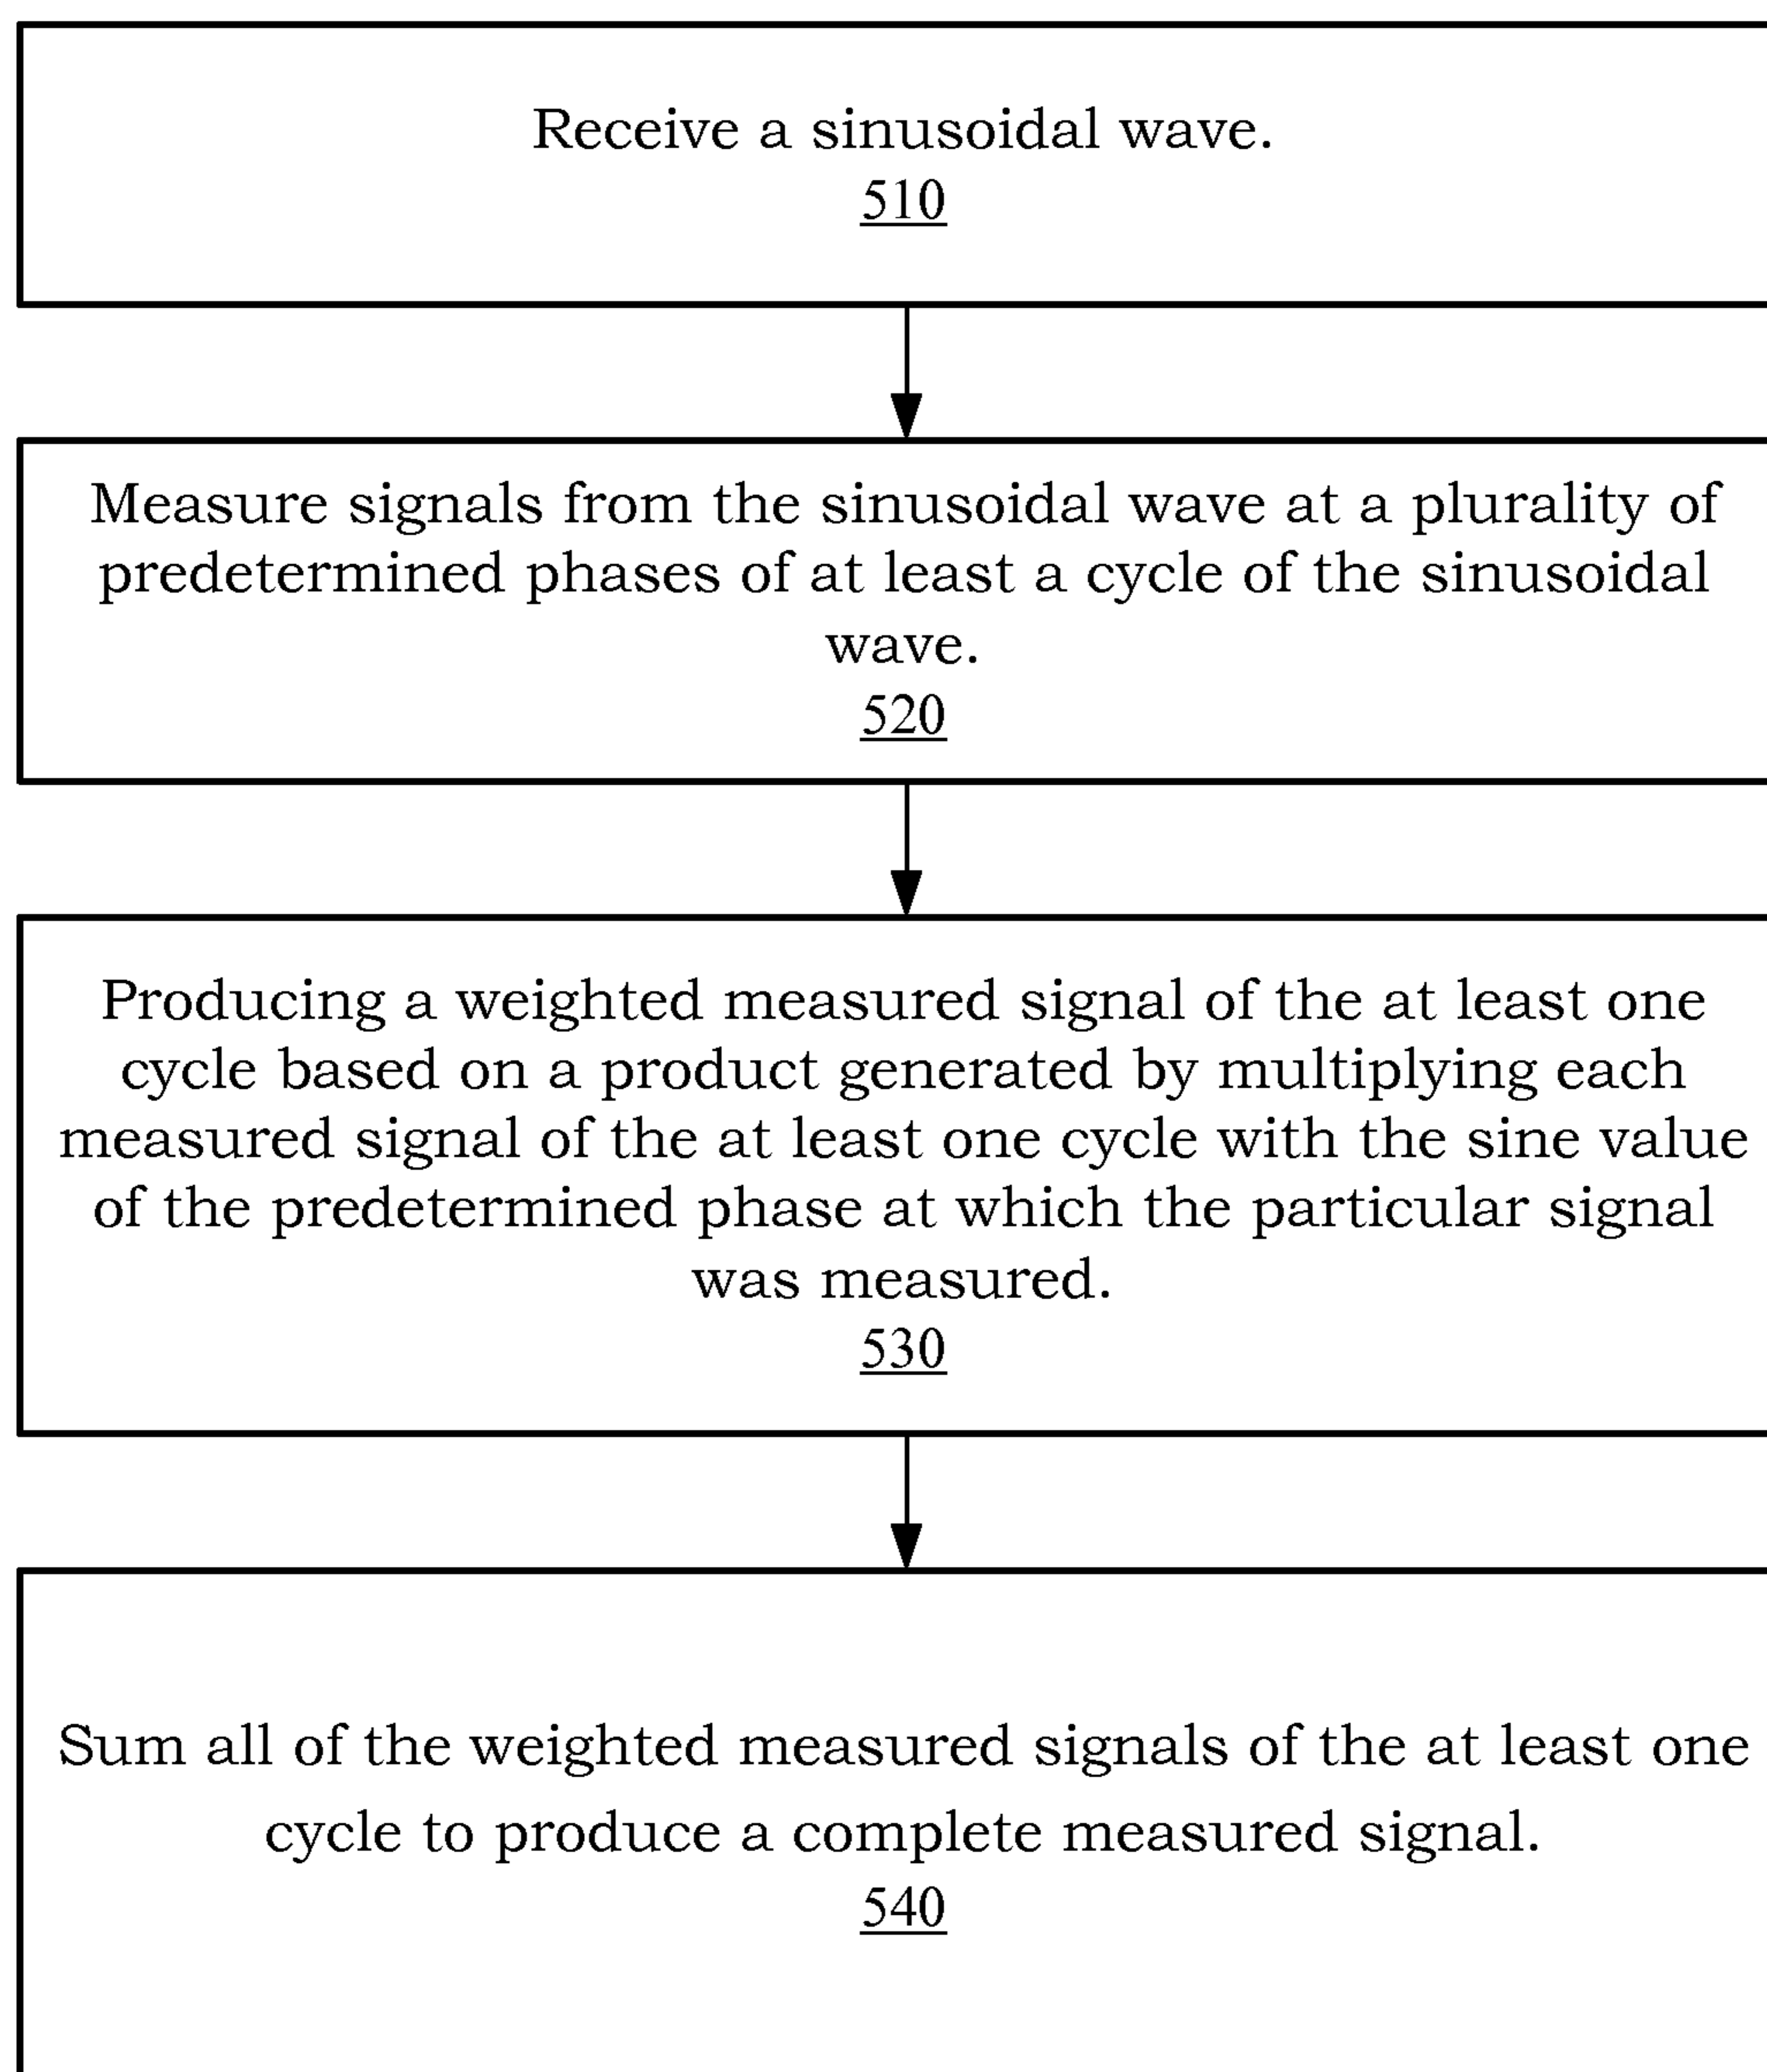 Receive a sinusoidal wave.
510
Measure signals from the sinusoidal wave at a plurality of
predetermined phases of at least a cycle of the sinusoidal
wave.
520
Producing a weighted measured signal of the at least one
cycle based on a product generated by multiplying each
measured signal of the at least one cycle with the sine value
of the predetermined phase at which the particular signal
was measured.
530
Sum all of the weighted measured signals of the at least one
cycle to produce a complete measured signal.
540